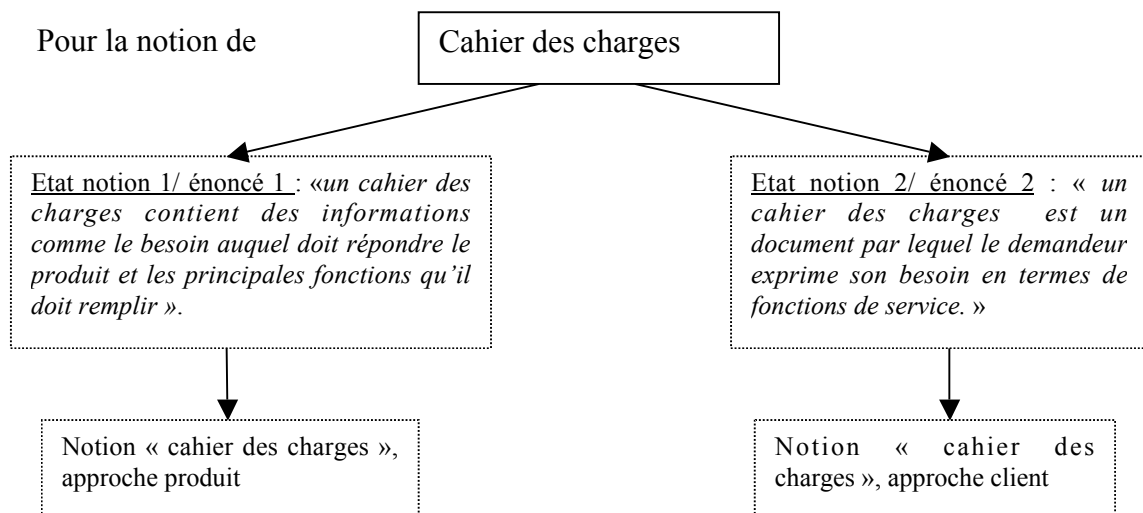 Pour la notion de
Cahier des charges
Etat notion 1/ énoncé 1 : «un cahier des
charges contient des informations
comme le besoin auquel doit répondre le
produit et les principales fonctions qu’il
doit remplir ».
Etat notion 2/ énoncé 2 : « un
cahier des charges est un
document par lequel le demandeur
exprime son besoin en termes de
fonctions de service. »
Notion « cahier des charges »,
approche produit
Notion « cahier des
charges », approche client